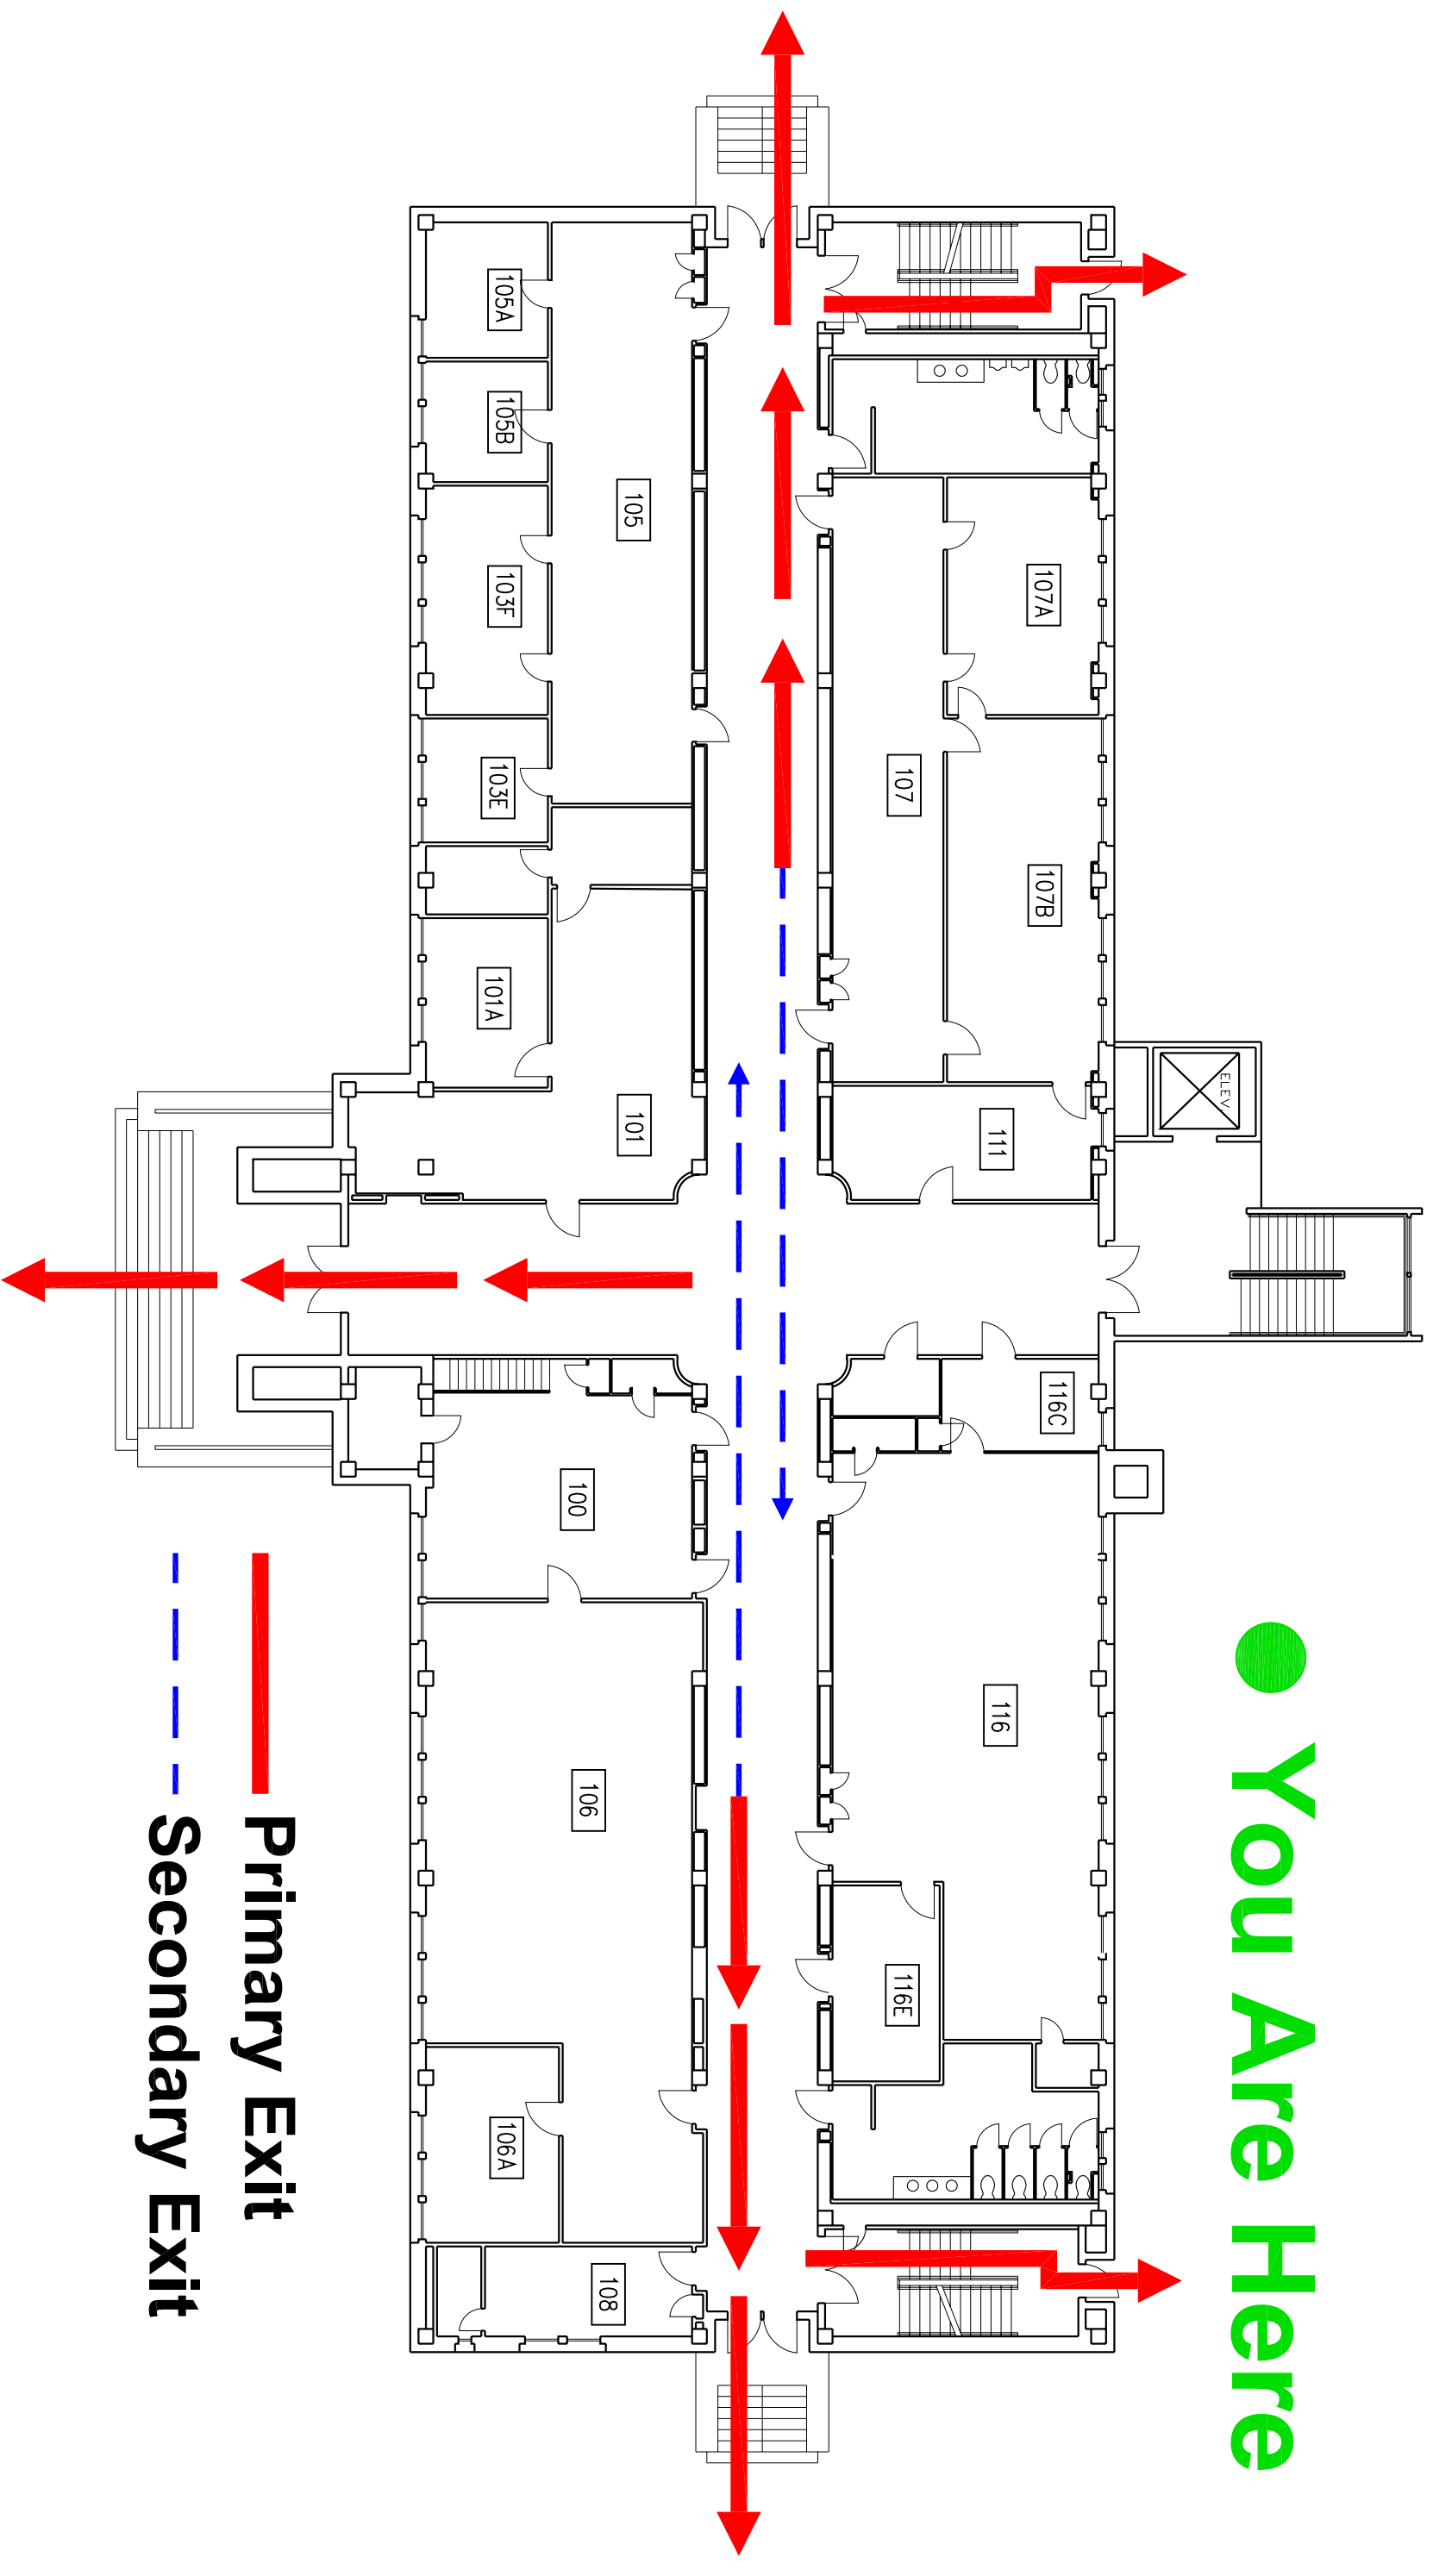 You Are Here
ELEV.
107A
107B
111
116C
116
107
116E
105
101
100
106
108
105A
105B
103F
103E
101A
106A
Primary Exit
Secondary Exit